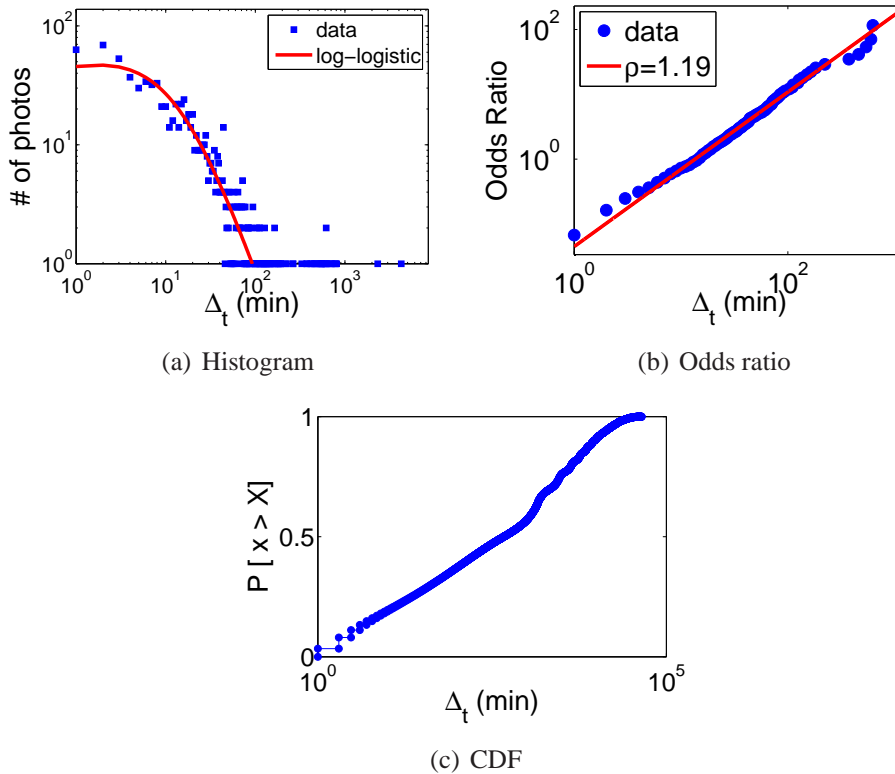 10^2
10^1
10^0
# of photos
data
log-logistic
10^0
10^1
10^2
10^3
Δ_t (min)
(a) Histogram
10^2
10^0
Odds Ratio
data
ρ=1.19
10^0
10^2
Δ_t (min)
(b) Odds ratio
1
0.5
0
P [ x > X]
10^0
10^5
Δ_t (min)
(c) CDF